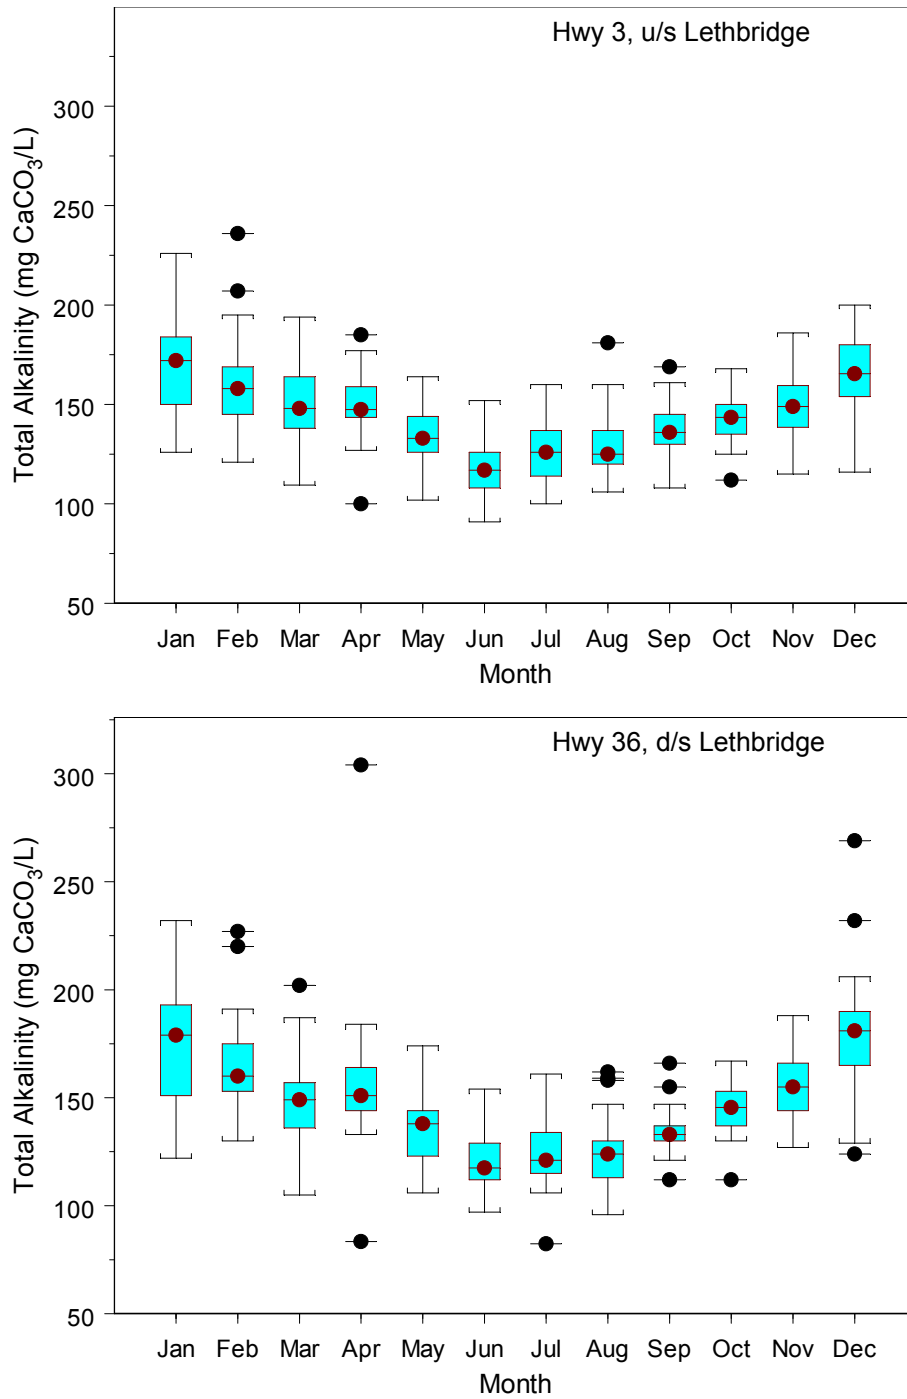 Hwy 3, u/s Lethbridge
Total Alkalinity (mg CaCO₃/L)
300
250
200
150
100
50
Jan Feb Mar Apr May Jun Jul Aug Sep Oct Nov Dec
Month
Hwy 36, d/s Lethbridge
Total Alkalinity (mg CaCO₃/L)
300
250
200
150
100
50
Jan Feb Mar Apr May Jun Jul Aug Sep Oct Nov Dec
Month